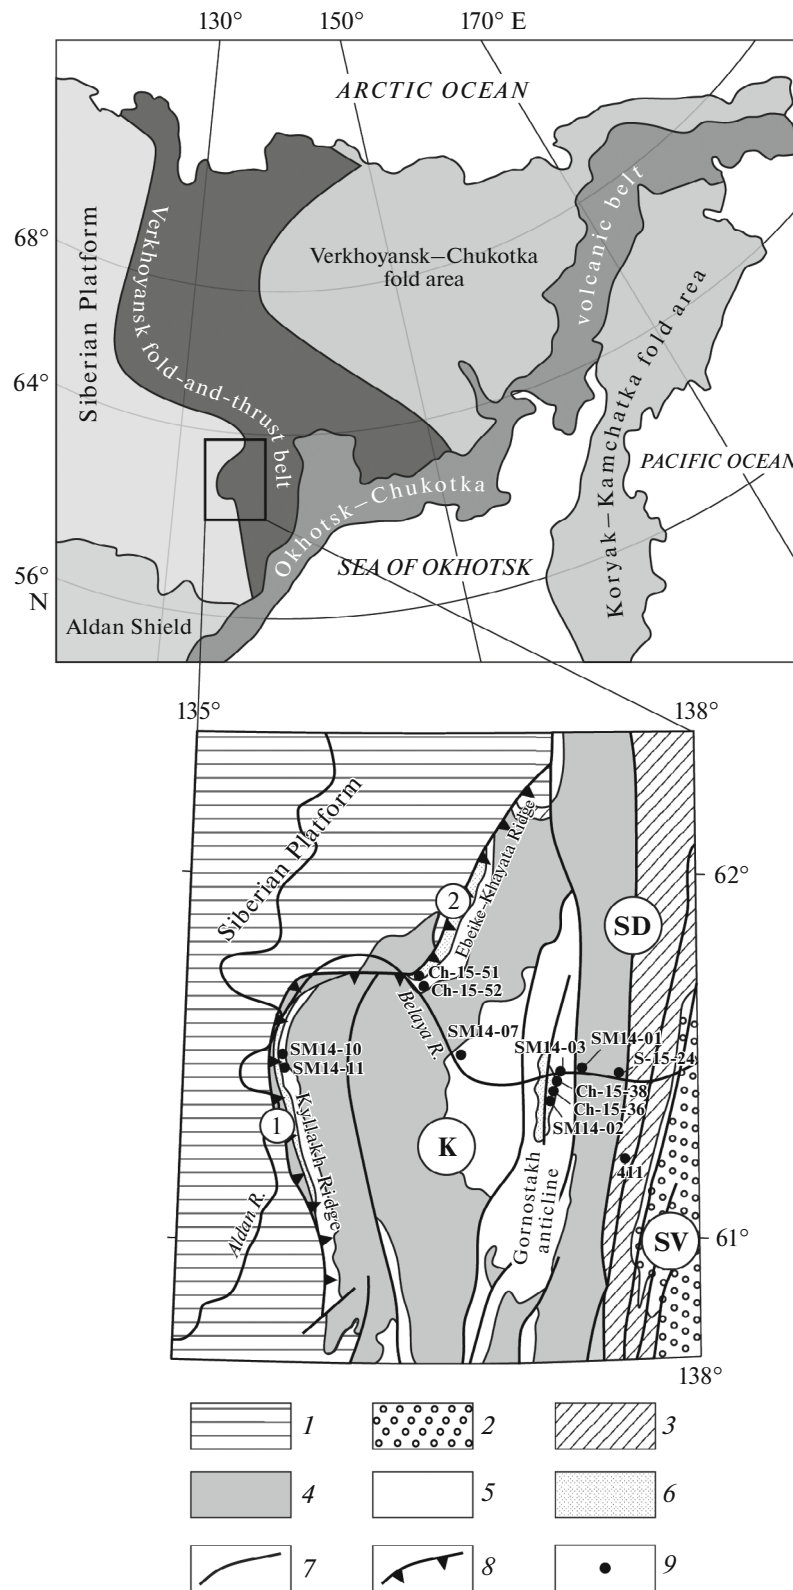 130°
150°
170° E
ARCTIC OCEAN
68°
64°
56°
N
Siberian Platform
Verkhoyansk fold-and-thrust belt
Verkhoyansk–Chukotka
fold area
volcanic belt
Okhotsk–Chukotka
Koryak–Kamchatka fold area
PACIFIC OCEAN
SEA OF OKHOTSK
Aldan Shield
135°
138°
Siberian Platform
62°
2
Ebeike-Khayata Ridge
SD
Ch-15-51
Ch-15-52
Belaya R.
SM14-07
SM14-03
SM14-01
S-15-24
SM14-10
SM14-11
Ch-15-38
Ch-15-36
SM14-02
1
Kyllakh Ridge
K
411
Gornostakh
anticline
Aldan R.
SV
61°
138°
1
2
3
4
5
6
7
8
9